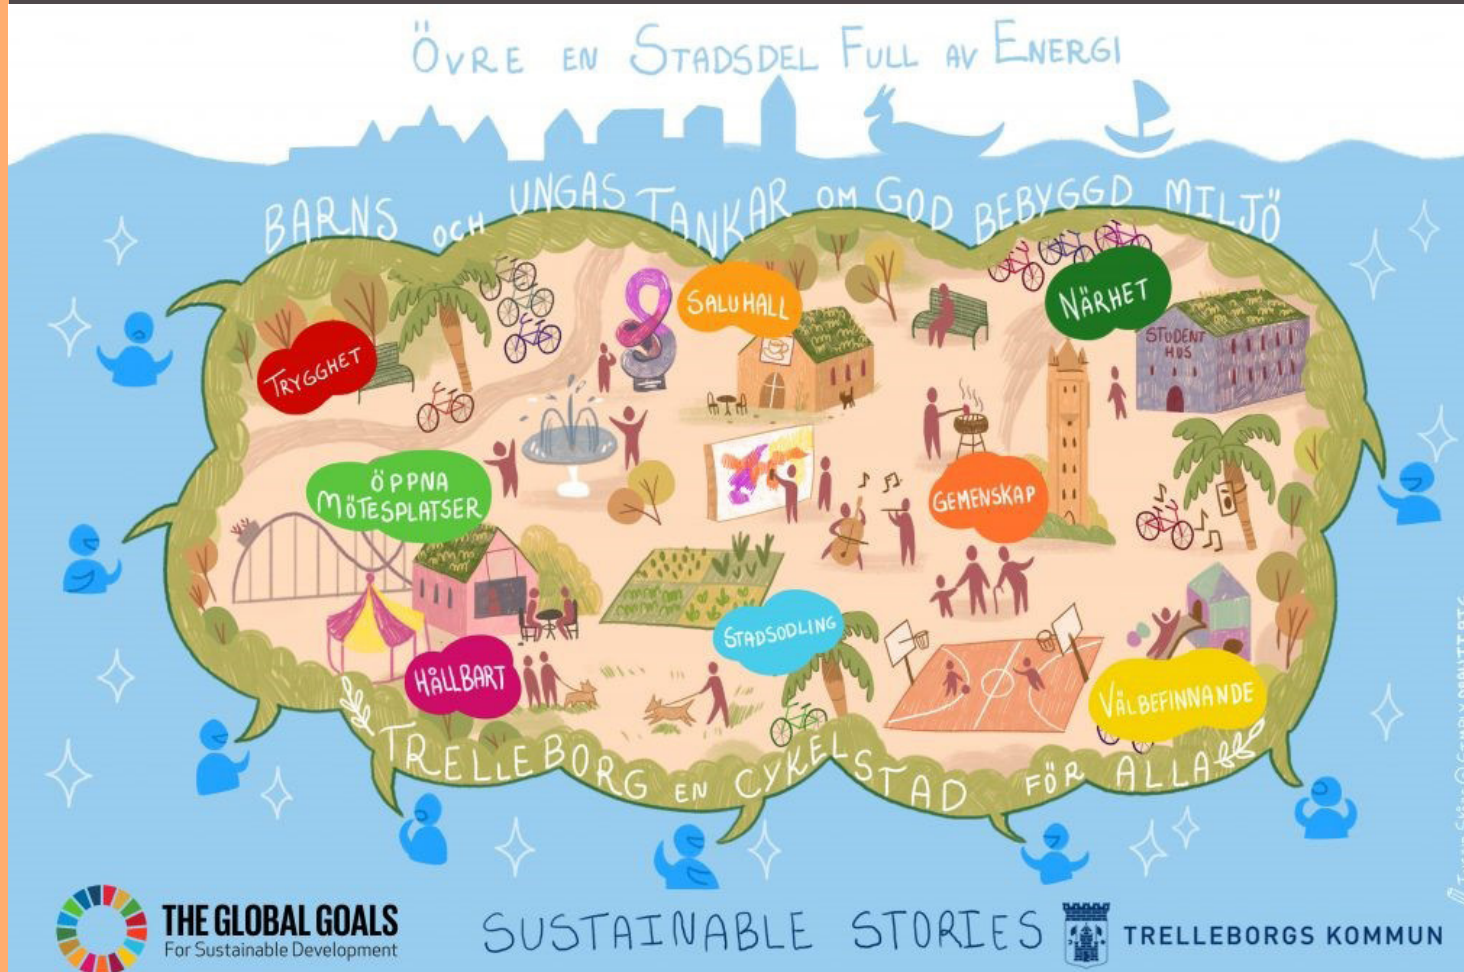 ÖVRE EN STADSDEL FULL AV ENERGI
BARNS OCH UNGAS TANKAR OM GOD BEBYGGD MILJÖ
TRYGGHET
SALUHALL
NÄRHET
STUDENT
HUS
ÖPPNA
MÖTESPLATSER
GEMENSKAP
STADSODLING
HÅLLBART
VÄLBEFINNANDE
TRELLEBORG EN CYKELSTAD FÖR ALLA
THE GLOBAL GOALS
For Sustainable Development
SUSTAINABLE STORIES
TRELLEBORGS KOMMUN